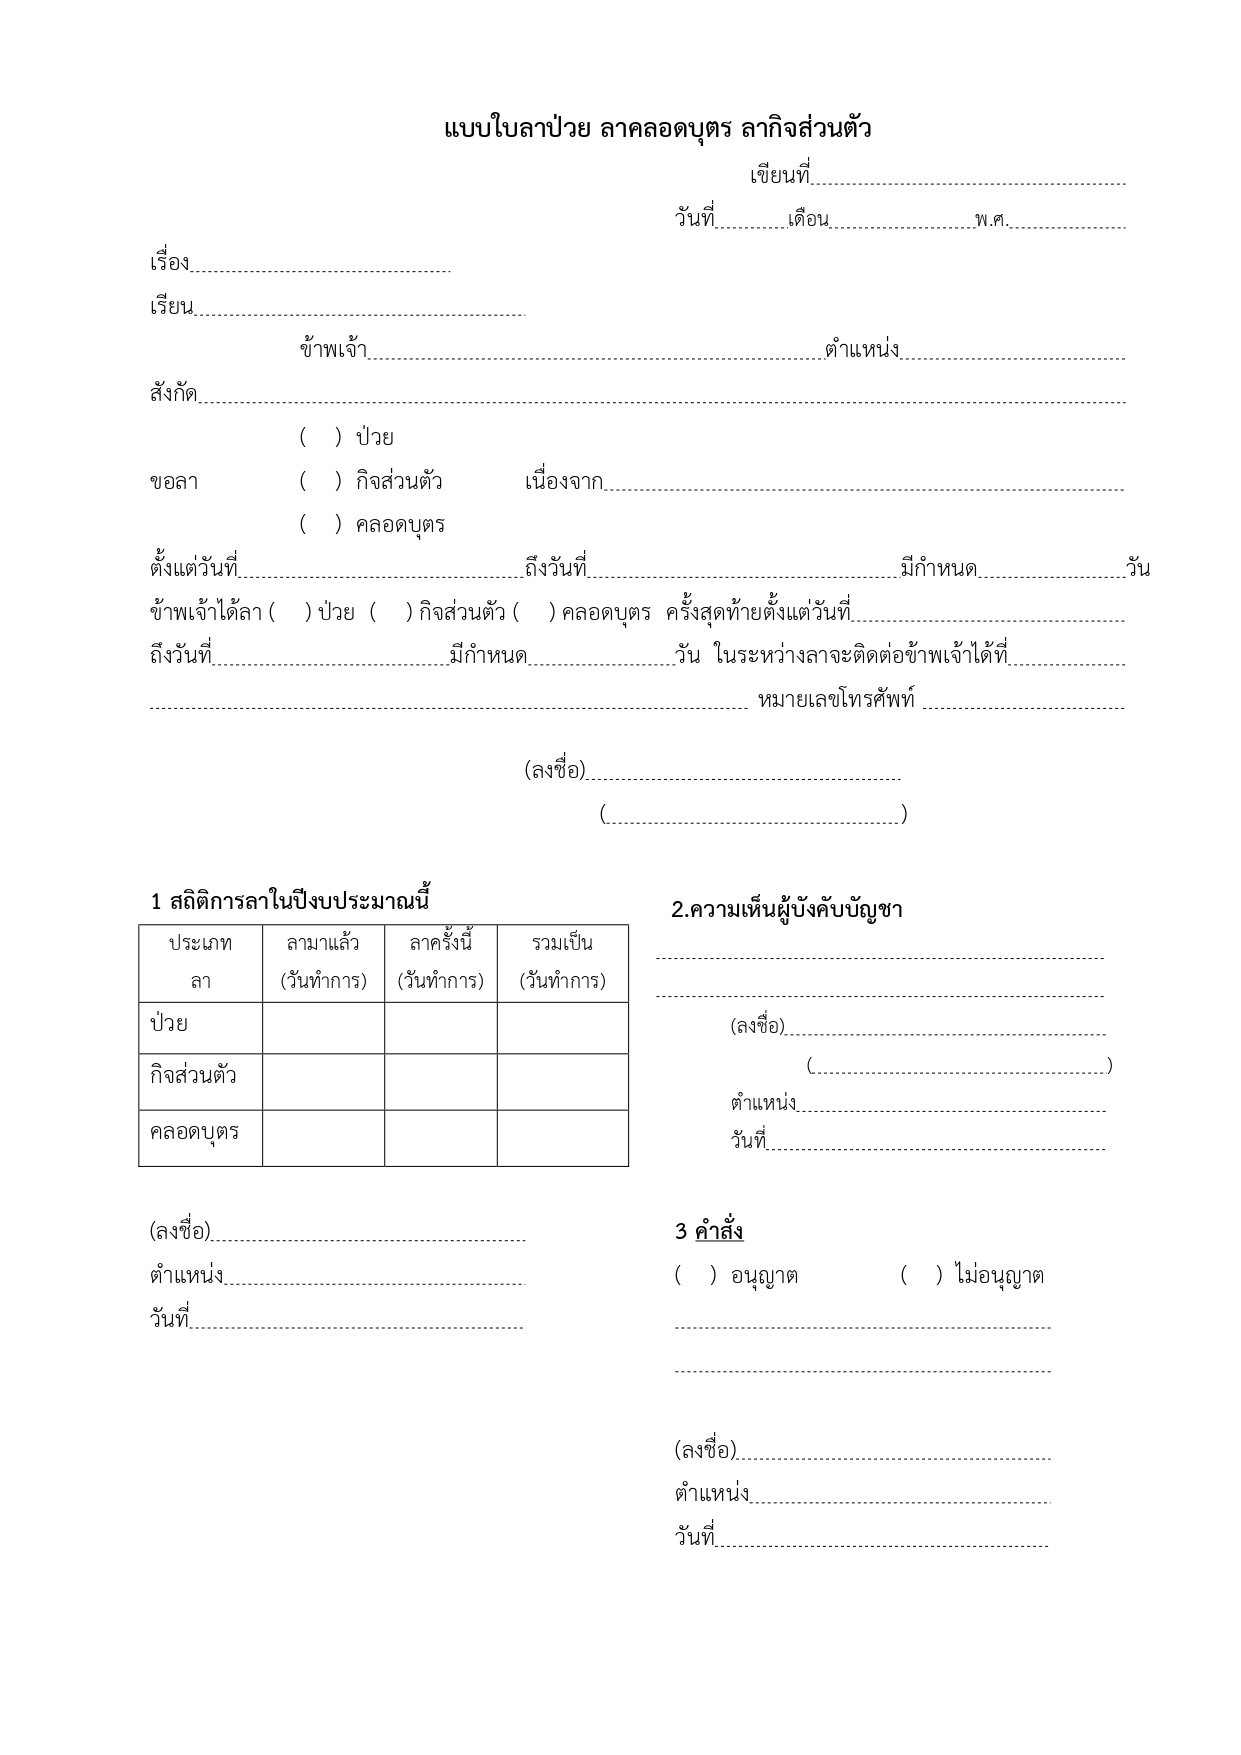 แบบใบลาป่วย ลาคลอดบุตร ลากิจส่วนตัว
เขียนที่
วันที่ เดือน พ.ศ.
เรื่อง
เรียน
ข้าพเจ้า ตำแหน่ง
สังกัด
( ) ป่วย
ขอลา ( ) กิจส่วนตัว เนื่องจาก
( ) คลอดบุตร
ตั้งแต่วันที่ ถึงวันที่ มีกำหนด วัน
ข้าพเจ้าได้ลา ( ) ป่วย ( ) กิจส่วนตัว ( ) คลอดบุตร ครั้งสุดท้ายตั้งแต่วันที่
ถึงวันที่ มีกำหนด วัน ในระหว่างลาจะติดต่อข้าพเจ้าได้ที่
หมายเลขโทรศัพท์
(ลงชื่อ)
( )
1 สถิติการลาในปีงบประมาณนี้
ประเภท ลามาแล้ว ลาครั้งนี้ รวมเป็น
ลา (วันทำการ) (วันทำการ) (วันทำการ)
ป่วย
กิจส่วนตัว
คลอดบุตร
(ลงชื่อ)
ตำแหน่ง
วันที่
2.ความเห็นผู้บังคับบัญชา
(ลงชื่อ)
( )
ตำแหน่ง
วันที่
3 คำสั่ง
( ) อนุญาต ( ) ไม่อนุญาต
(ลงชื่อ)
ตำแหน่ง
วันที่